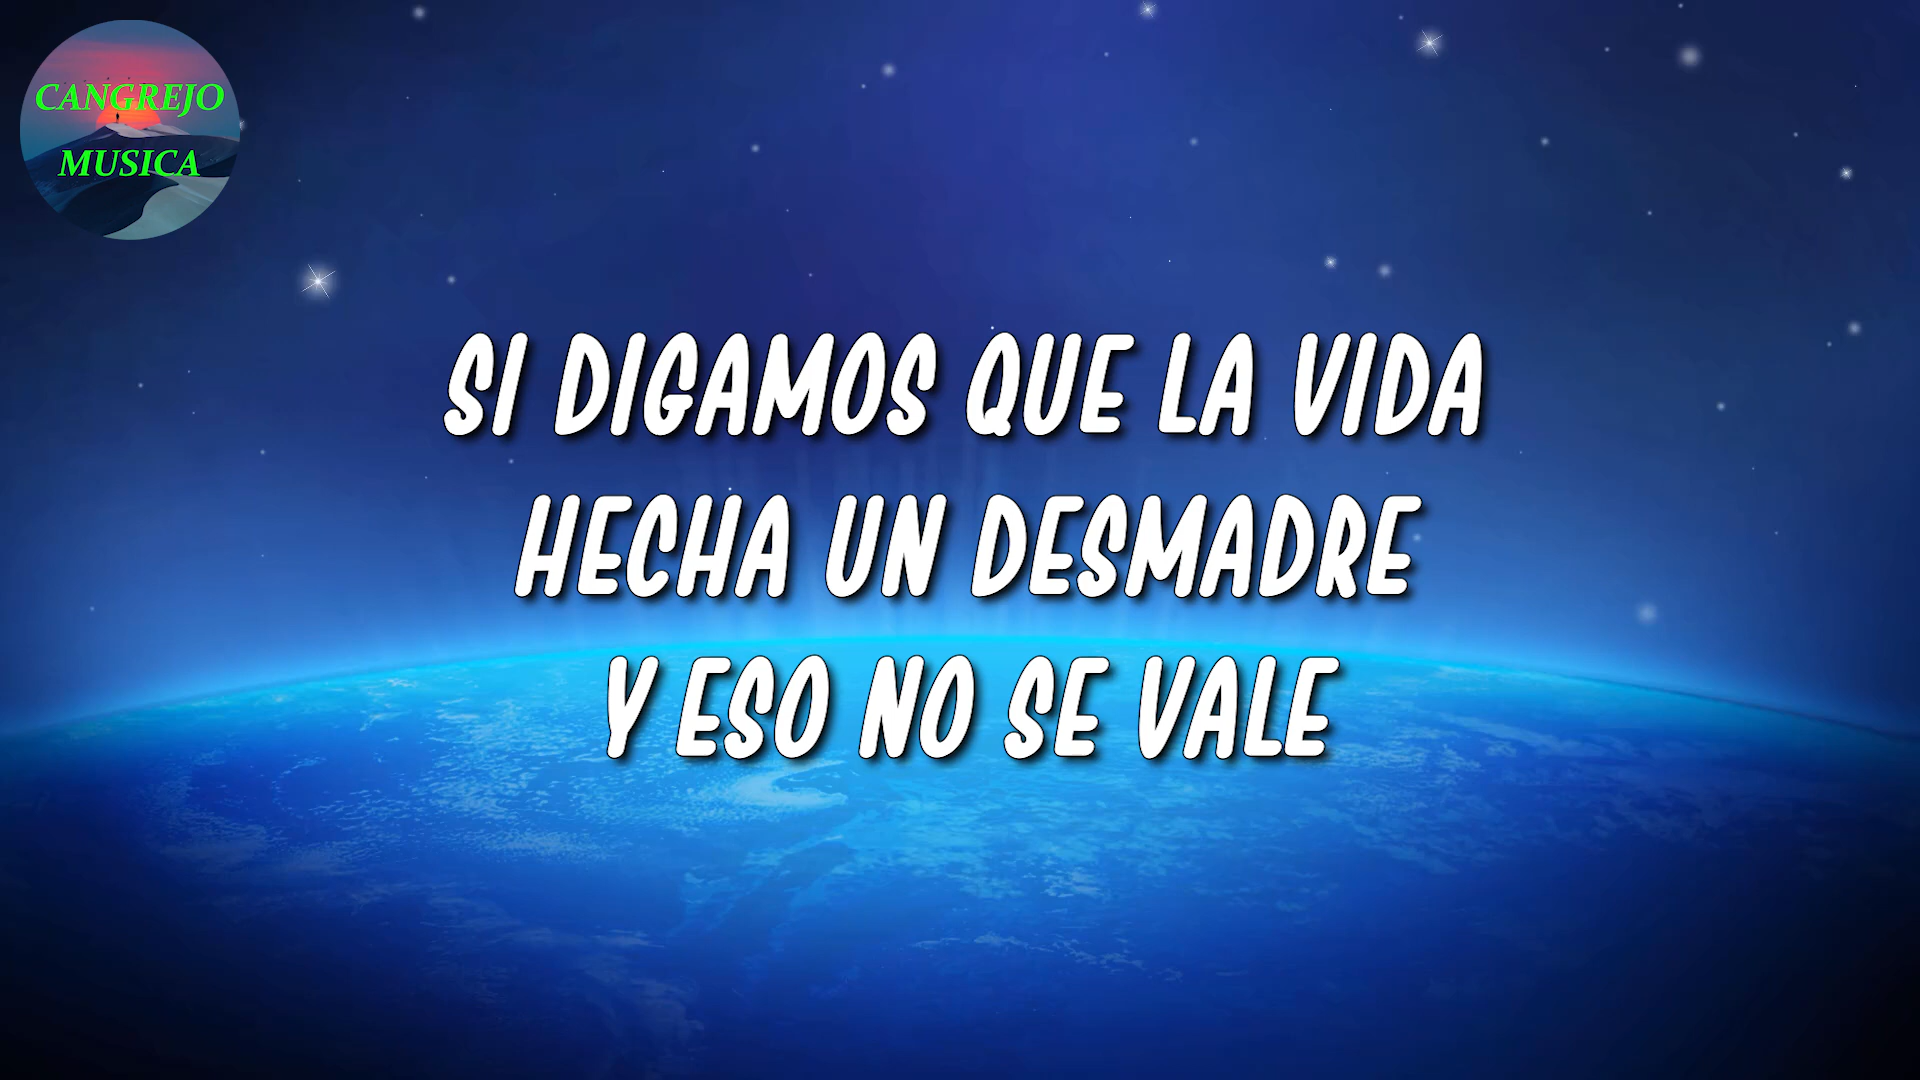 CANGREJO
MUSICA
SI DIGAMOS QUE LA VIDA
HECHA UN DESMADRE
Y ESO NO SE VALE